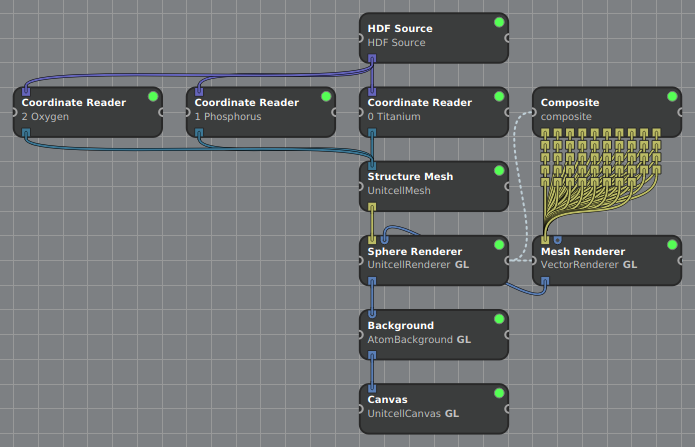 HDF Source
HDF Source
Coordinate Reader
2 Oxygen
Coordinate Reader
1 Phosphorus
Coordinate Reader
0 Titanium
Composite
composite
Structure Mesh
UnitcellMesh
Sphere Renderer
UnitcellRenderer GL
Mesh Renderer
VectorRenderer GL
Background
AtomBackground GL
Canvas
UnitcellCanvas GL